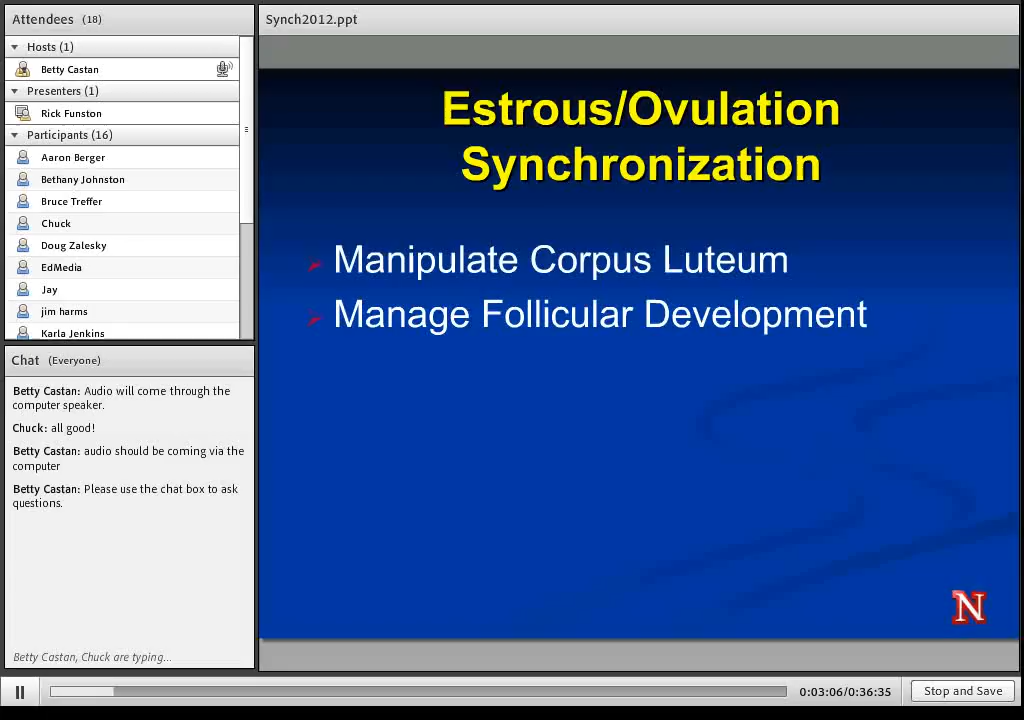 Attendees (18)
Hosts (1)
Betty Castan
Presenters (1)
Rick Funston
Participants (16)
Aaron Berger
Bethany Johnston
Bruce Treffer
Chuck
Doug Zalesky
EdMedia
Jay
jim harms
Karla Jenkins
Chat (Everyone)
Betty Castan: Audio will come through the
computer speaker.
Chuck: all good!
Betty Castan: audio should be coming via the
computer
Betty Castan: Please use the chat box to ask
questions.
Betty Castan, Chuck are typing...
Synch2012.ppt
Estrous/Ovulation
Synchronization
Manipulate Corpus Luteum
Manage Follicular Development
N
0:03:06/0:36:35
Stop and Save